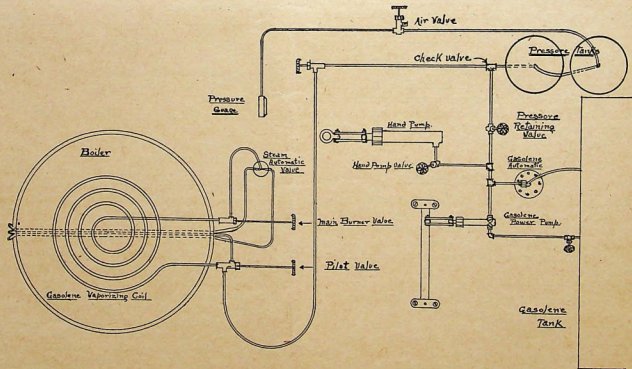 Air Valve
Pressure Tanks
Check Valve
Pressure
Guage
Pressure
Retaining
Valve
Hand Pump.
Boiler
Steam
Automatic
Valve
Hand Pump Valve
Gasolene
Automatic
Main Burner Valve
Gasolene
Power Pump.
Pilot Valve
Gasolene Vaporizing Coil
Gasolene
Tank